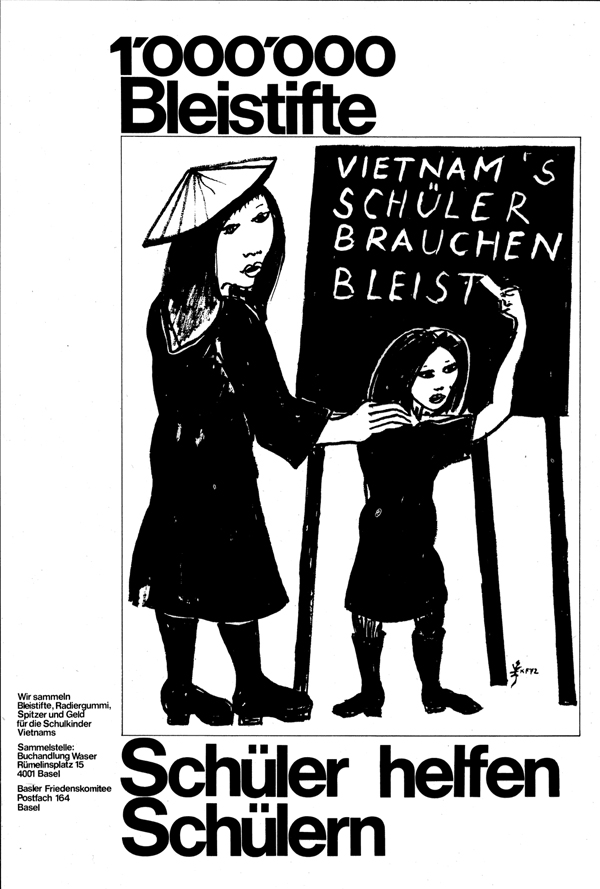 1'000'000
Bleistifte
VIETNAM'S
SCHÜLER
BRAUCHEN
BLEIST
Wir sammeln
Bleistifte, Radiergummi,
Spitzer und Geld
für die Schulkinder
Vietnams
Sammelstelle:
Buchandlung Waser
Rümelinsplatz 15
4001 Basel
Basler Friedenskomitee
Postfach 164
Basel
Schüler helfen
Schülern